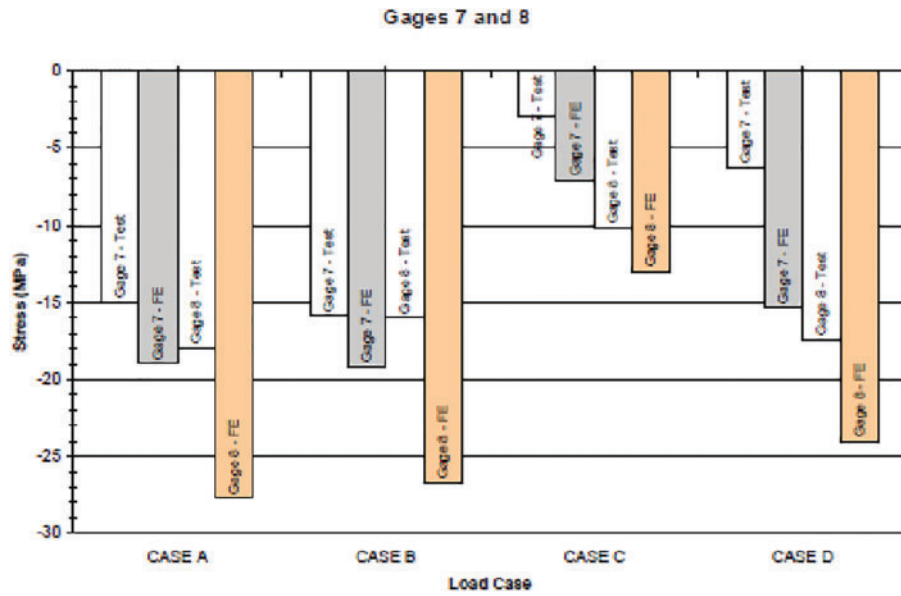 Gages 7 and 8
0
-5
-10
-15
-20
-25
-30
Stress (MPa)
Gage 7 - Test
Gage 7 - FE
Gage 8 - Test
Gage 8 - FE
Gage 7 - Test
Gage 7 - FE
Gage 8 - Test
Gage 8 - FE
Gage 7 - Test
Gage 7 - FE
Gage 8 - Test
Gage 8 - FE
Gage 7 - Test
Gage 7 - FE
Gage 8 - Test
Gage 8 - FE
CASE A
CASE B
CASE C
CASE D
Load Case